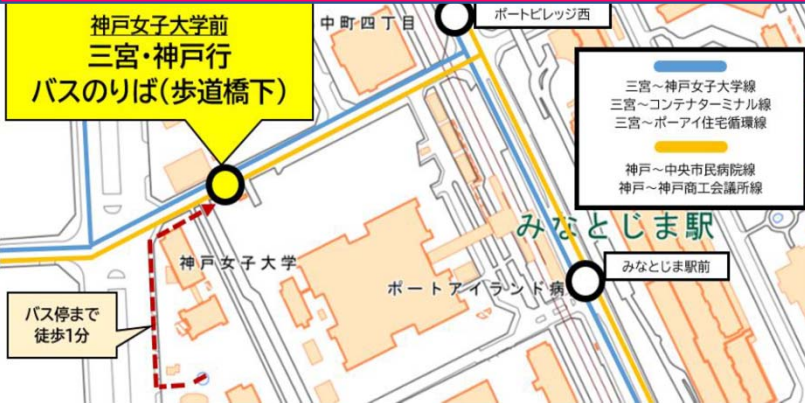 神戸女子大学前
三宮・神戸行
バスのりば(歩道橋下)
中町四丁目
ポートビレッジ西
三宮～神戸女子大学線
三宮～コンテナターミナル線
三宮～ポーアイ住宅循環線
神戸～中央市民病院線
神戸～神戸商工会議所線
みなとじま駅
みなとじま駅前
神戸女子大学
ポートアイランド病
バス停まで
徒歩1分